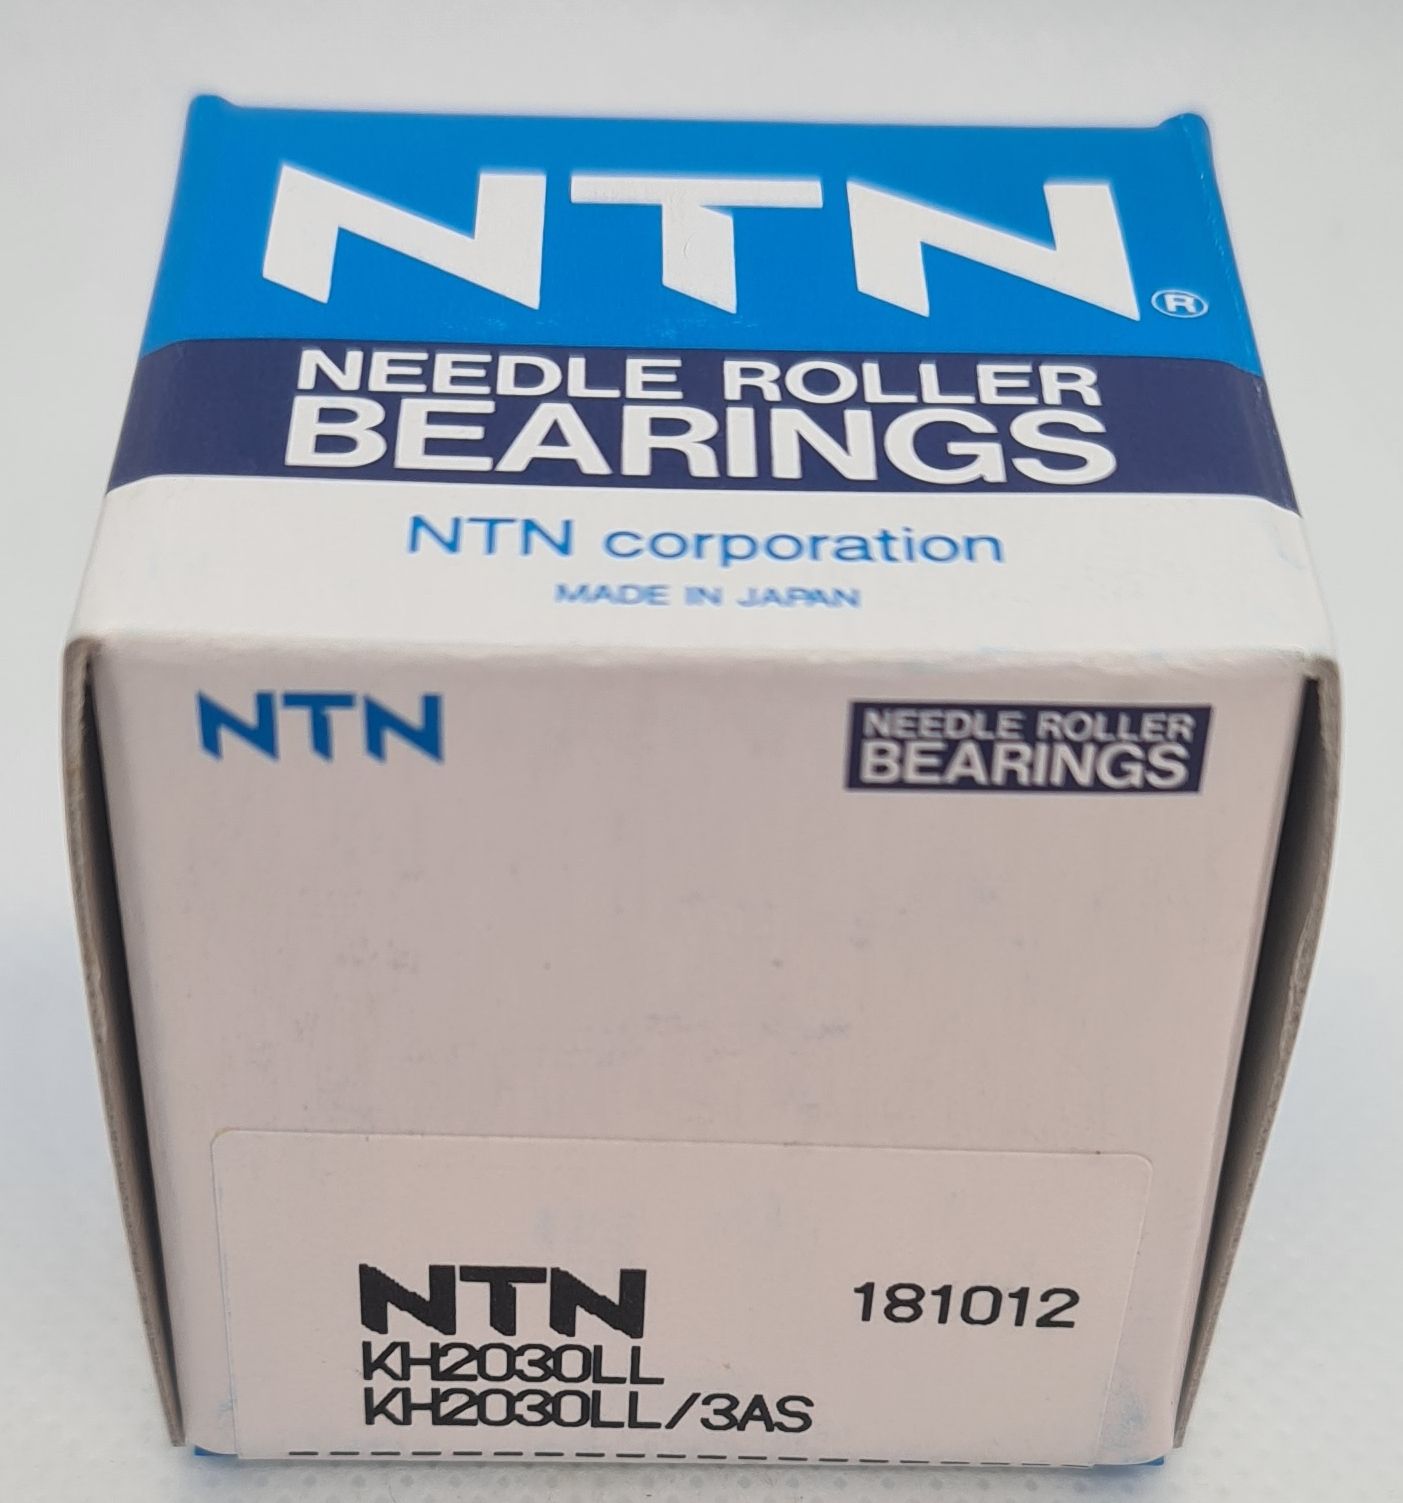 NTN®
NEEDLE ROLLER
BEARINGS
NTN corporation
MADE IN JAPAN
NTN
NEEDLE ROLLER
BEARINGS
NTN
181012
KH2030LL
KH2030LL/3AS